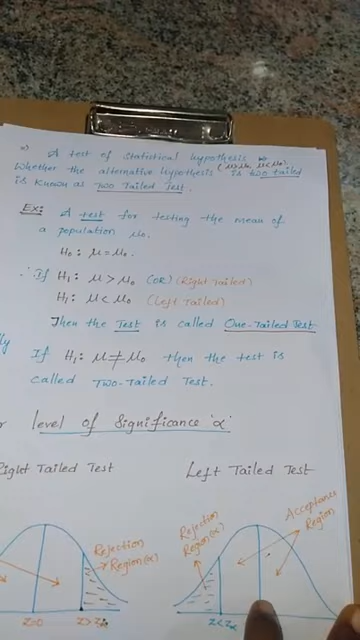 A test of statistical hypothesis
whether the alternative hypothesis is two tailed
is known as Two Tailed Test.
Ex:
A test for testing the mean of
a population μ₀.
H₀ : μ = μ₀.
∴ If H₁ : μ > μ₀ (OR) (Right Tailed)
H₁ : μ < μ₀ (Left Tailed)
Then the Test is called One-Tailed Test
If H₁ : μ ≠ μ₀ then the test is
called TWO-Tailed Test.
level of Significance 'α'
Right Tailed Test
Left Tailed Test
Rejection
Region(α)
Rejection
Region(α)
Acceptance
Region
Z=0
Z>Zα
Z<Zα